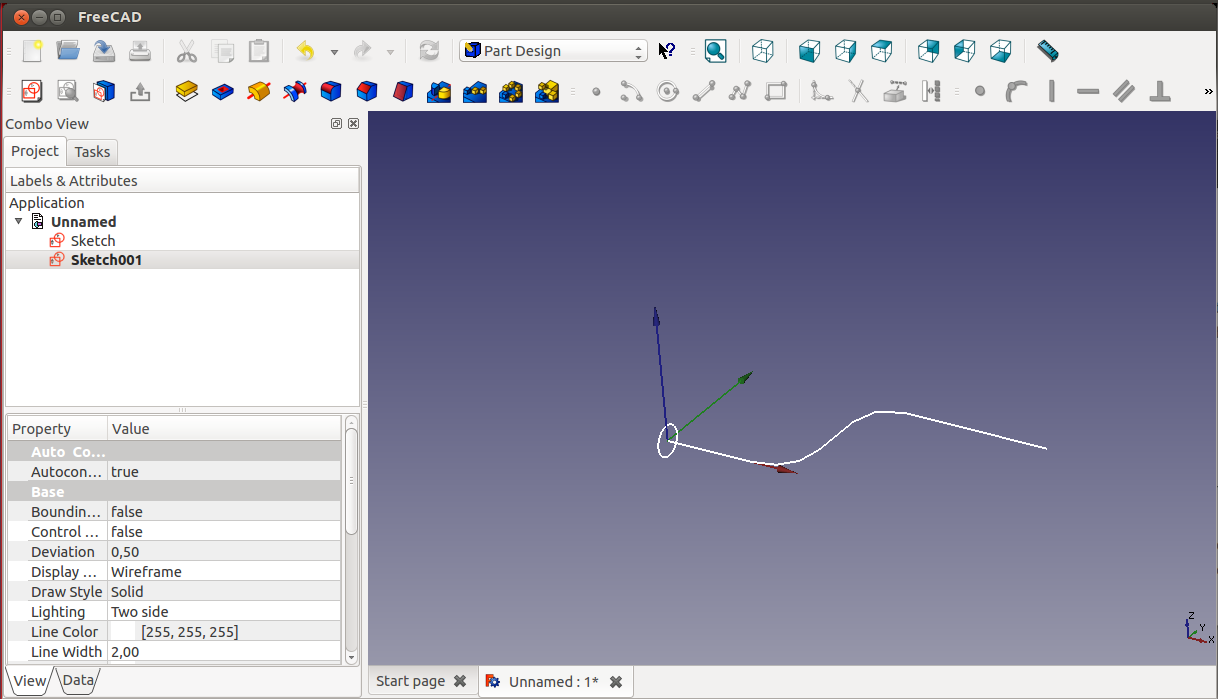 FreeCAD
Part Design
Combo View
Project
Tasks
Labels & Attributes
Application
Unnamed
Sketch
Sketch001
Property Value
Auto Co...
Autocon... true
Base
Boundin... false
Control ... false
Deviation 0,50
Display ... Wireframe
Draw Style Solid
Lighting Two side
Line Color [255, 255, 255]
Line Width 2,00
View
Data
Z
Y
X
Start page
Unnamed : 1*